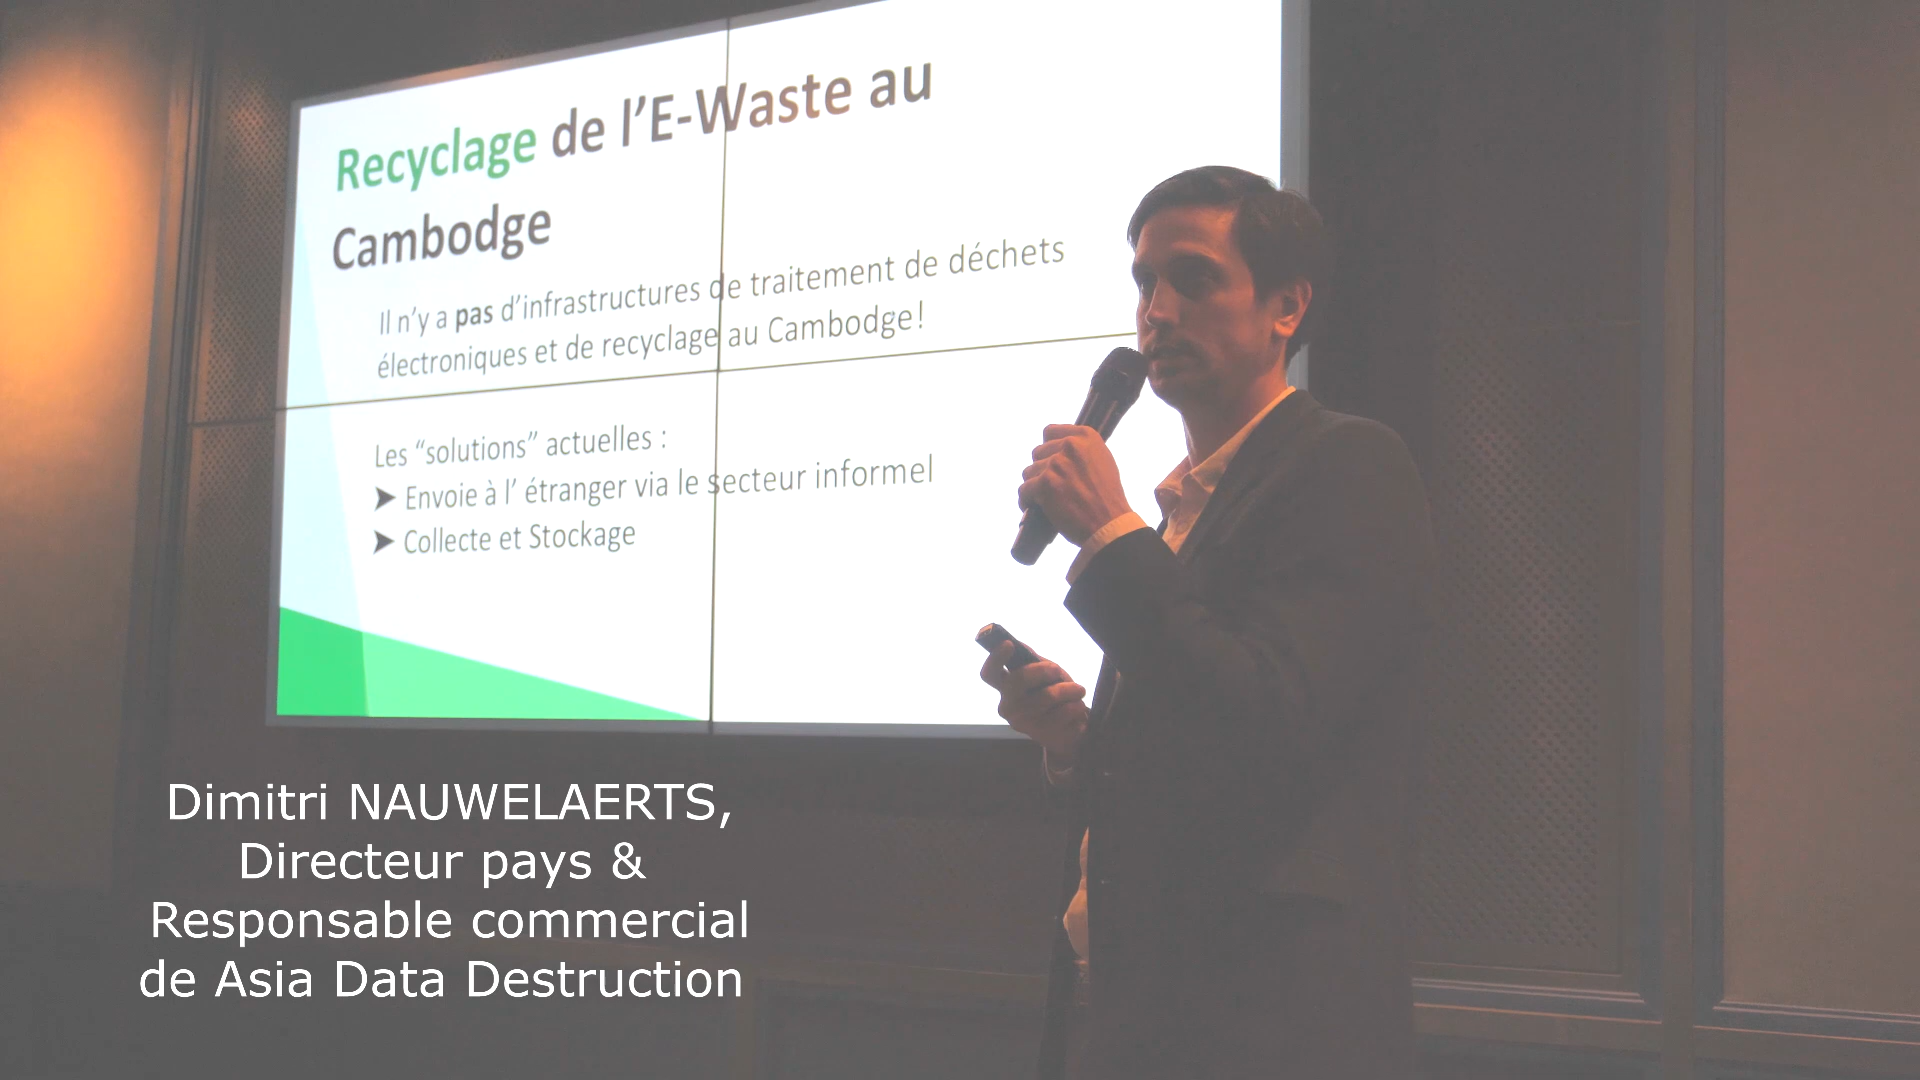 Recyclage de l’E-Waste au
Cambodge
Il n’y a pas d’infrastructures de traitement de déchets
électroniques et de recyclage au Cambodge!
Les “solutions” actuelles :
➤ Envoie à l’ étranger via le secteur informel
➤ Collecte et Stockage
Dimitri NAUWELAERTS,
Directeur pays &
Responsable commercial
de Asia Data Destruction